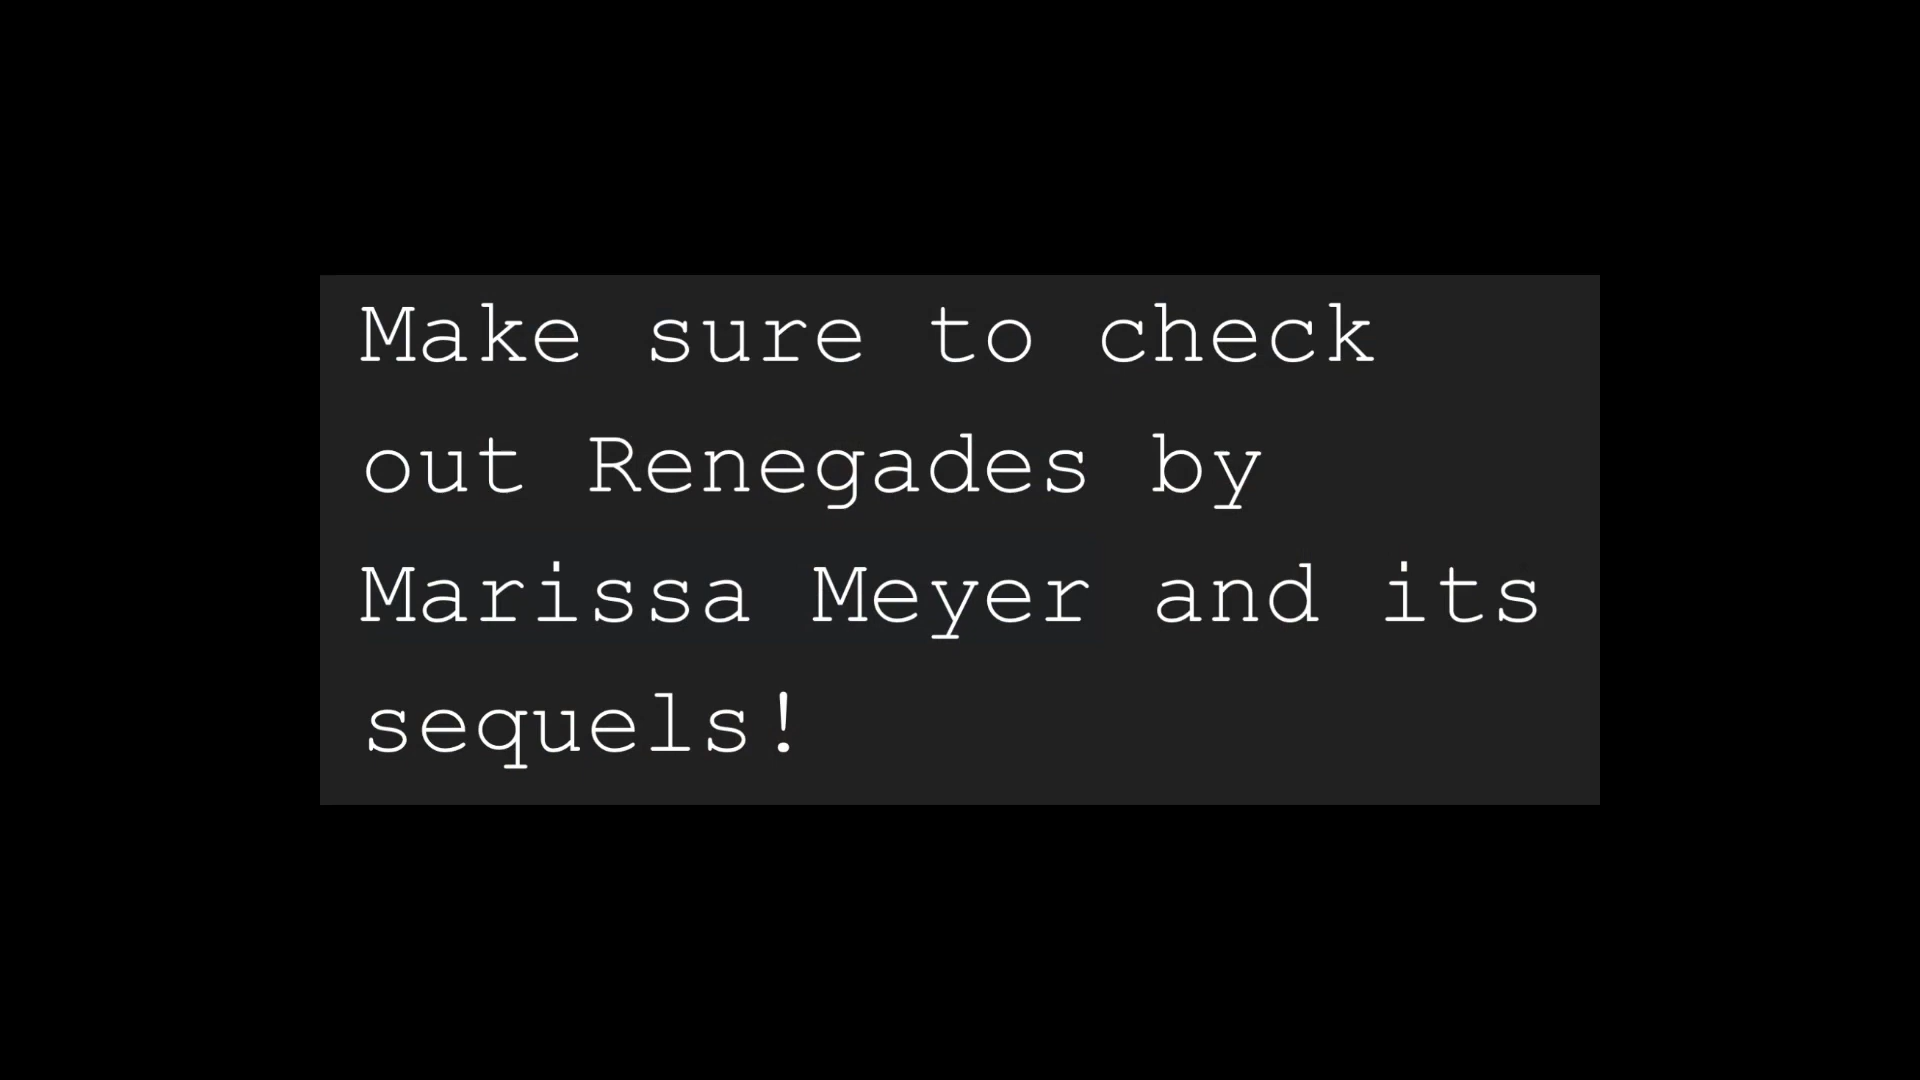 Make sure to check
out Renegades by
Marissa Meyer and its
sequels!